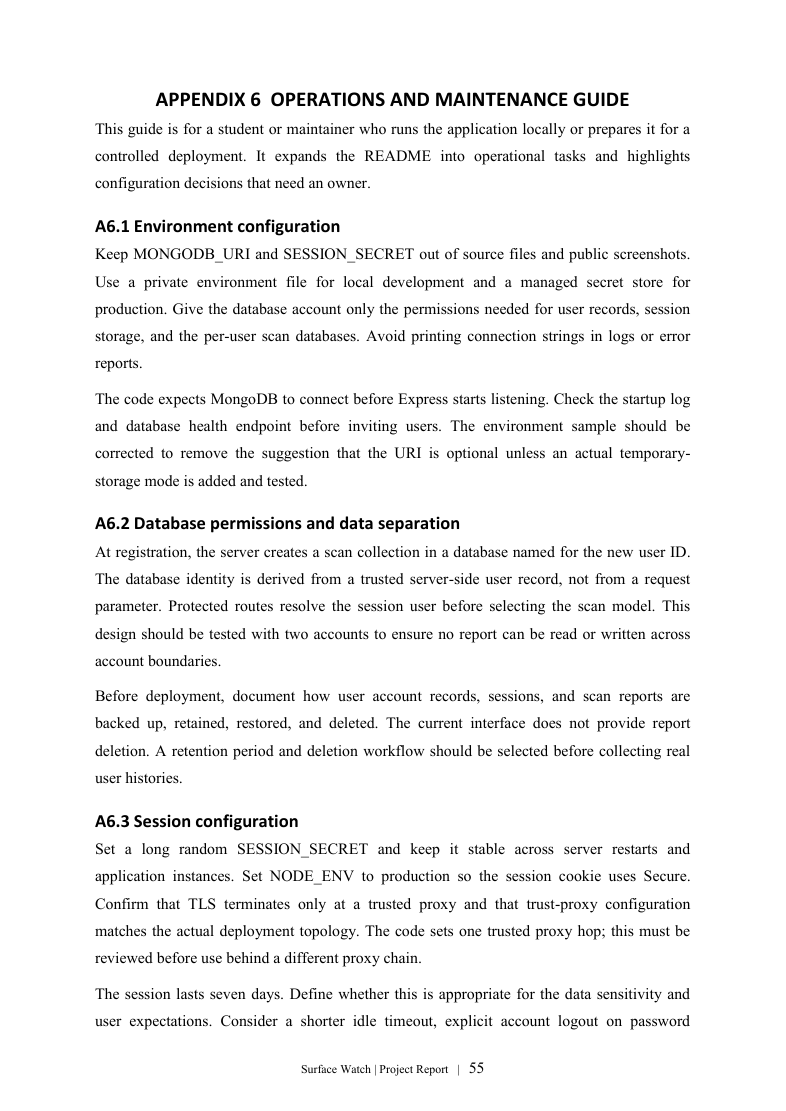 APPENDIX 6  OPERATIONS AND MAINTENANCE GUIDE
This guide is for a student or maintainer who runs the application locally or prepares it for a
controlled deployment. It expands the README into operational tasks and highlights
configuration decisions that need an owner.
A6.1 Environment configuration
Keep MONGODB_URI and SESSION_SECRET out of source files and public screenshots.
Use a private environment file for local development and a managed secret store for
production. Give the database account only the permissions needed for user records, session
storage, and the per-user scan databases. Avoid printing connection strings in logs or error
reports.
The code expects MongoDB to connect before Express starts listening. Check the startup log
and database health endpoint before inviting users. The environment sample should be
corrected to remove the suggestion that the URI is optional unless an actual temporary-
storage mode is added and tested.
A6.2 Database permissions and data separation
At registration, the server creates a scan collection in a database named for the new user ID.
The database identity is derived from a trusted server-side user record, not from a request
parameter. Protected routes resolve the session user before selecting the scan model. This
design should be tested with two accounts to ensure no report can be read or written across
account boundaries.
Before deployment, document how user account records, sessions, and scan reports are
backed up, retained, restored, and deleted. The current interface does not provide report
deletion. A retention period and deletion workflow should be selected before collecting real
user histories.
A6.3 Session configuration
Set a long random SESSION_SECRET and keep it stable across server restarts and
application instances. Set NODE_ENV to production so the session cookie uses Secure.
Confirm that TLS terminates only at a trusted proxy and that trust-proxy configuration
matches the actual deployment topology. The code sets one trusted proxy hop; this must be
reviewed before use behind a different proxy chain.
The session lasts seven days. Define whether this is appropriate for the data sensitivity and
user expectations. Consider a shorter idle timeout, explicit account logout on password
Surface Watch | Project Report | 55